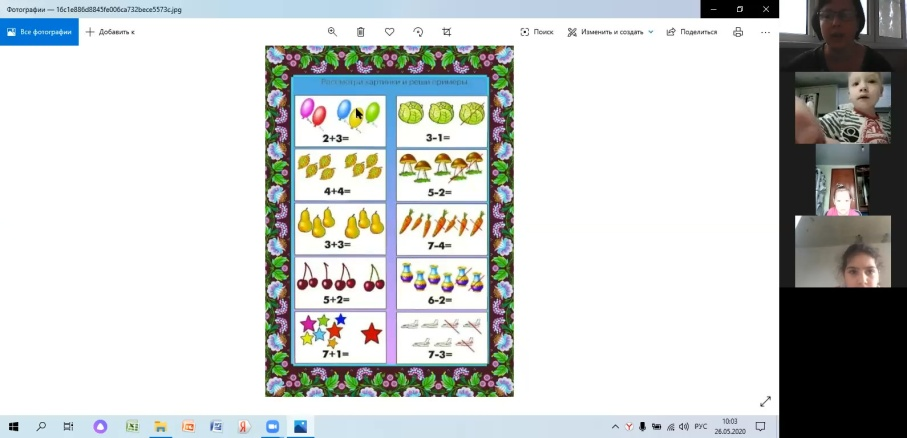 Фотографии — 16c1e886d8845fe006ca732bece5573c.jpg
Все фотографии
Добавить к
Поиск
Изменить и создать
Поделиться
Рассмотри картинки и реши примеры
2+3=
3-1=
4+4=
5-2=
3+3=
7-4=
5+2=
6-2=
7+1=
7-3=
РУС
10:03
26.05.2020